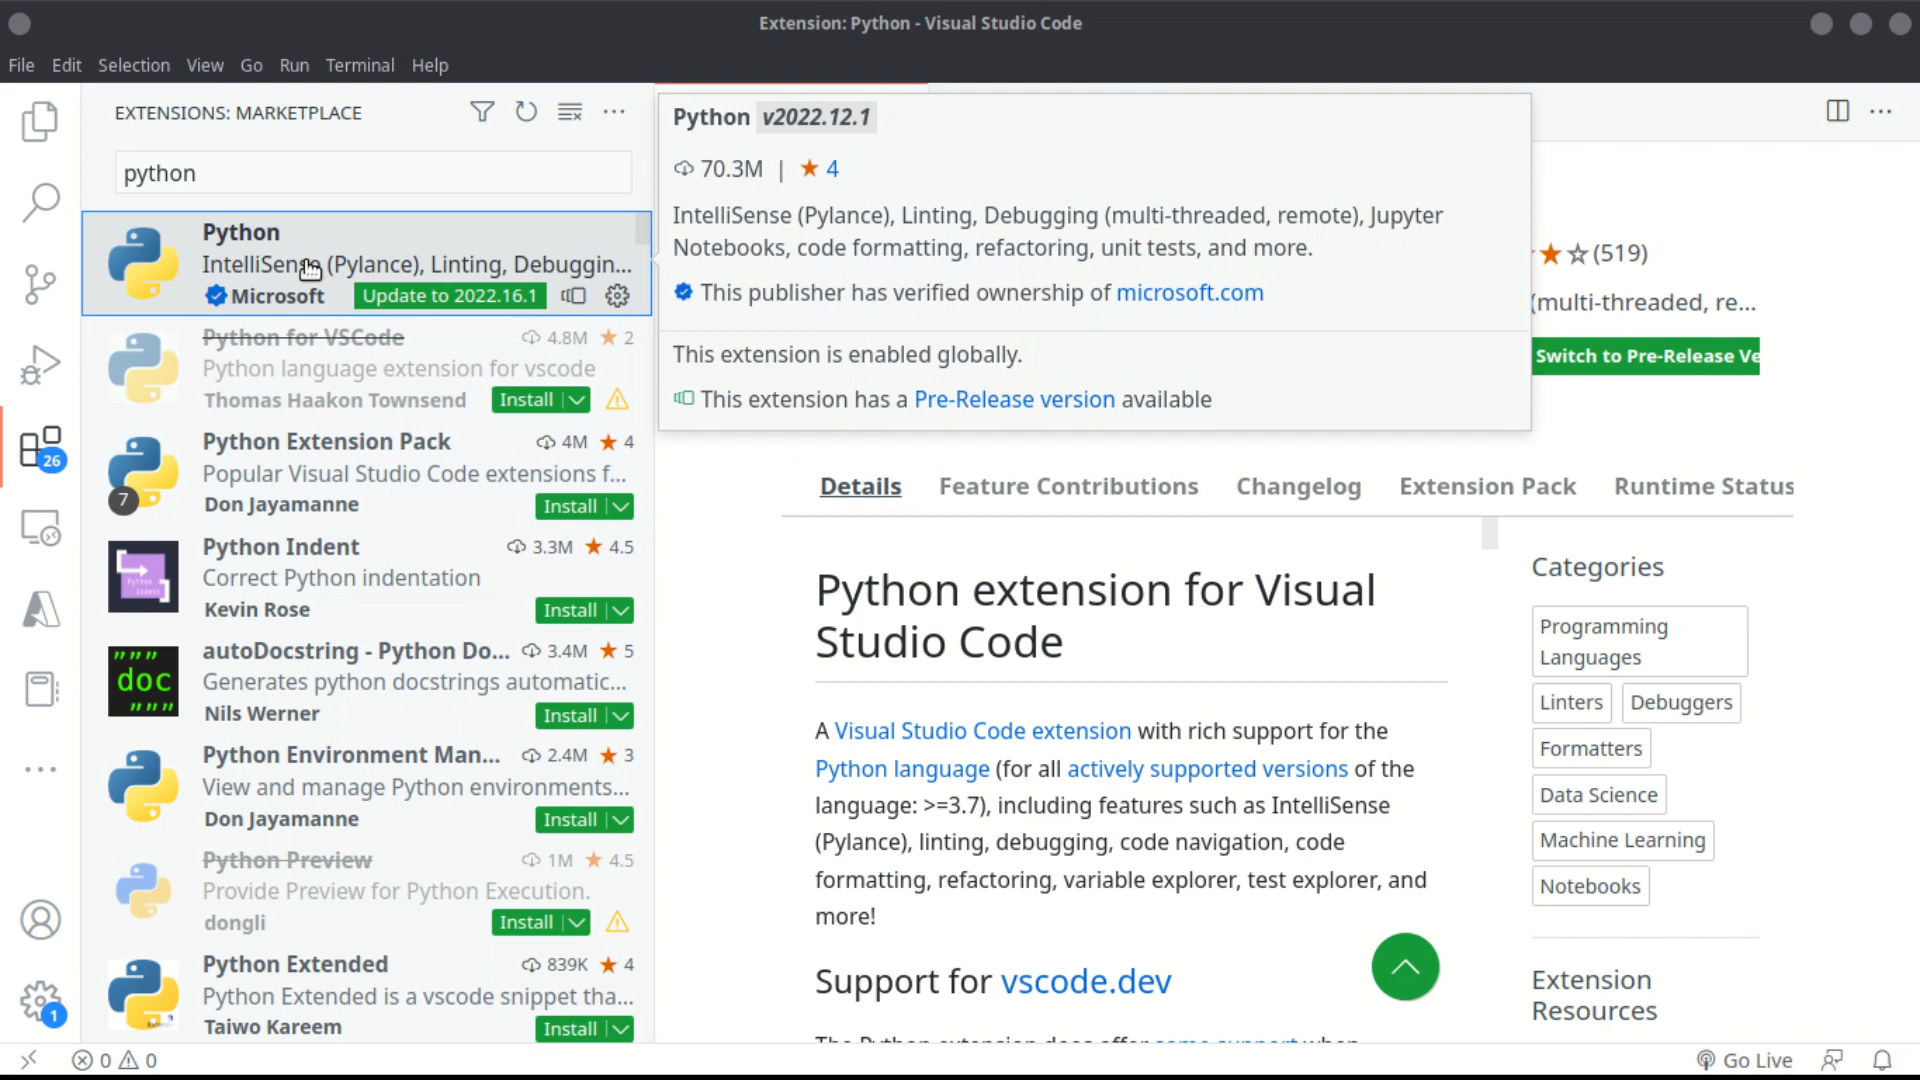 Extension: Python - Visual Studio Code
File Edit Selection View Go Run Terminal Help
EXTENSIONS: MARKETPLACE
python
Python
IntelliSense (Pylance), Linting, Debuggin...
Microsoft Update to 2022.16.1
Python for VSCode 4.8M ★ 2
Python language extension for vscode
Thomas Haakon Townsend Install
Python Extension Pack 4M ★ 4
Popular Visual Studio Code extensions f...
7
Don Jayamanne Install
Python Indent 3.3M ★ 4.5
Correct Python indentation
Kevin Rose Install
autoDocstring - Python Do... 3.4M ★ 5
Generates python docstrings automatic...
""" doc """
Nils Werner Install
Python Environment Man... 2.4M ★ 3
View and manage Python environments...
Don Jayamanne Install
Python Preview 1M ★ 4.5
Provide Preview for Python Execution.
dongli Install
Python Extended 839K ★ 4
Python Extended is a vscode snippet tha...
Taiwo Kareem Install
26
1
Python v2022.12.1
70.3M | ★ 4
IntelliSense (Pylance), Linting, Debugging (multi-threaded, remote), Jupyter
Notebooks, code formatting, refactoring, unit tests, and more.
This publisher has verified ownership of microsoft.com
This extension is enabled globally.
This extension has a Pre-Release version available
★☆(519)
(multi-threaded, re...
Switch to Pre-Release Ve
Details Feature Contributions Changelog Extension Pack Runtime Status
Python extension for Visual
Studio Code
A Visual Studio Code extension with rich support for the
Python language (for all actively supported versions of the
language: >=3.7), including features such as IntelliSense
(Pylance), linting, debugging, code navigation, code
formatting, refactoring, variable explorer, test explorer, and
more!
Support for vscode.dev
The Python extension does offer some support when
Categories
Programming
Languages
Linters Debuggers
Formatters
Data Science
Machine Learning
Notebooks
Extension
Resources
0 0
Go Live